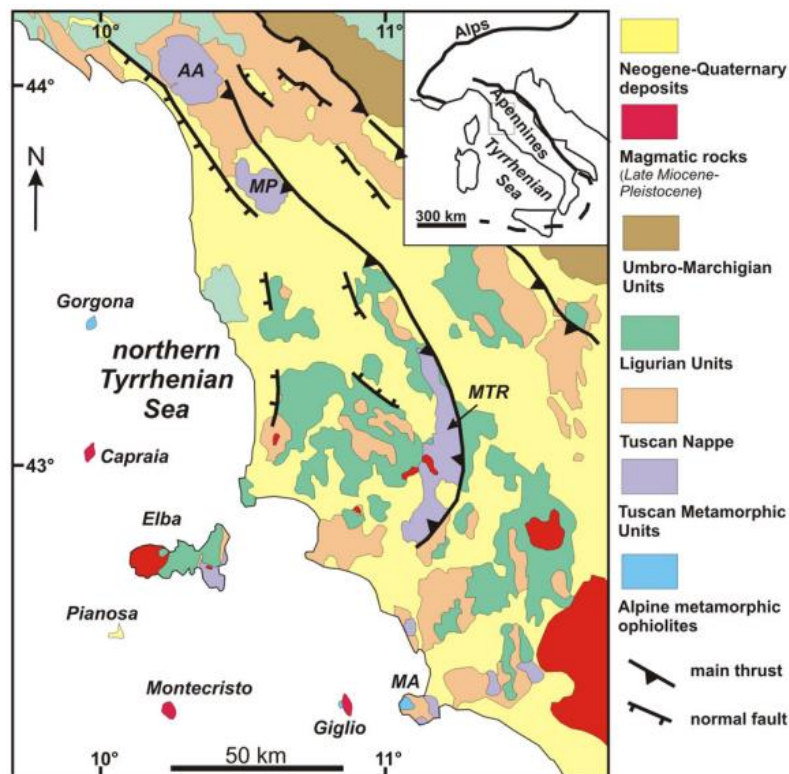 10°
11°
44°
AA
N
MP
Alps
Apennines
Tyrrhenian
Sea
300 km
Gorgona
northern
Tyrrhenian
Sea
MTR
43°
Capraia
Elba
Pianosa
Montecristo
Giglio
MA
10°
50 km
11°
Neogene-Quaternary
deposits
Magmatic rocks
(Late Miocene-
Pleistocene)
Umbro-Marchigian
Units
Ligurian Units
Tuscan Nappe
Tuscan Metamorphic
Units
Alpine metamorphic
ophiolites
main thrust
normal fault